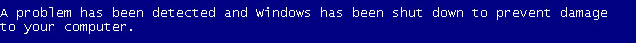 A problem has been detected and Windows has been shut down to prevent damage
to your computer.